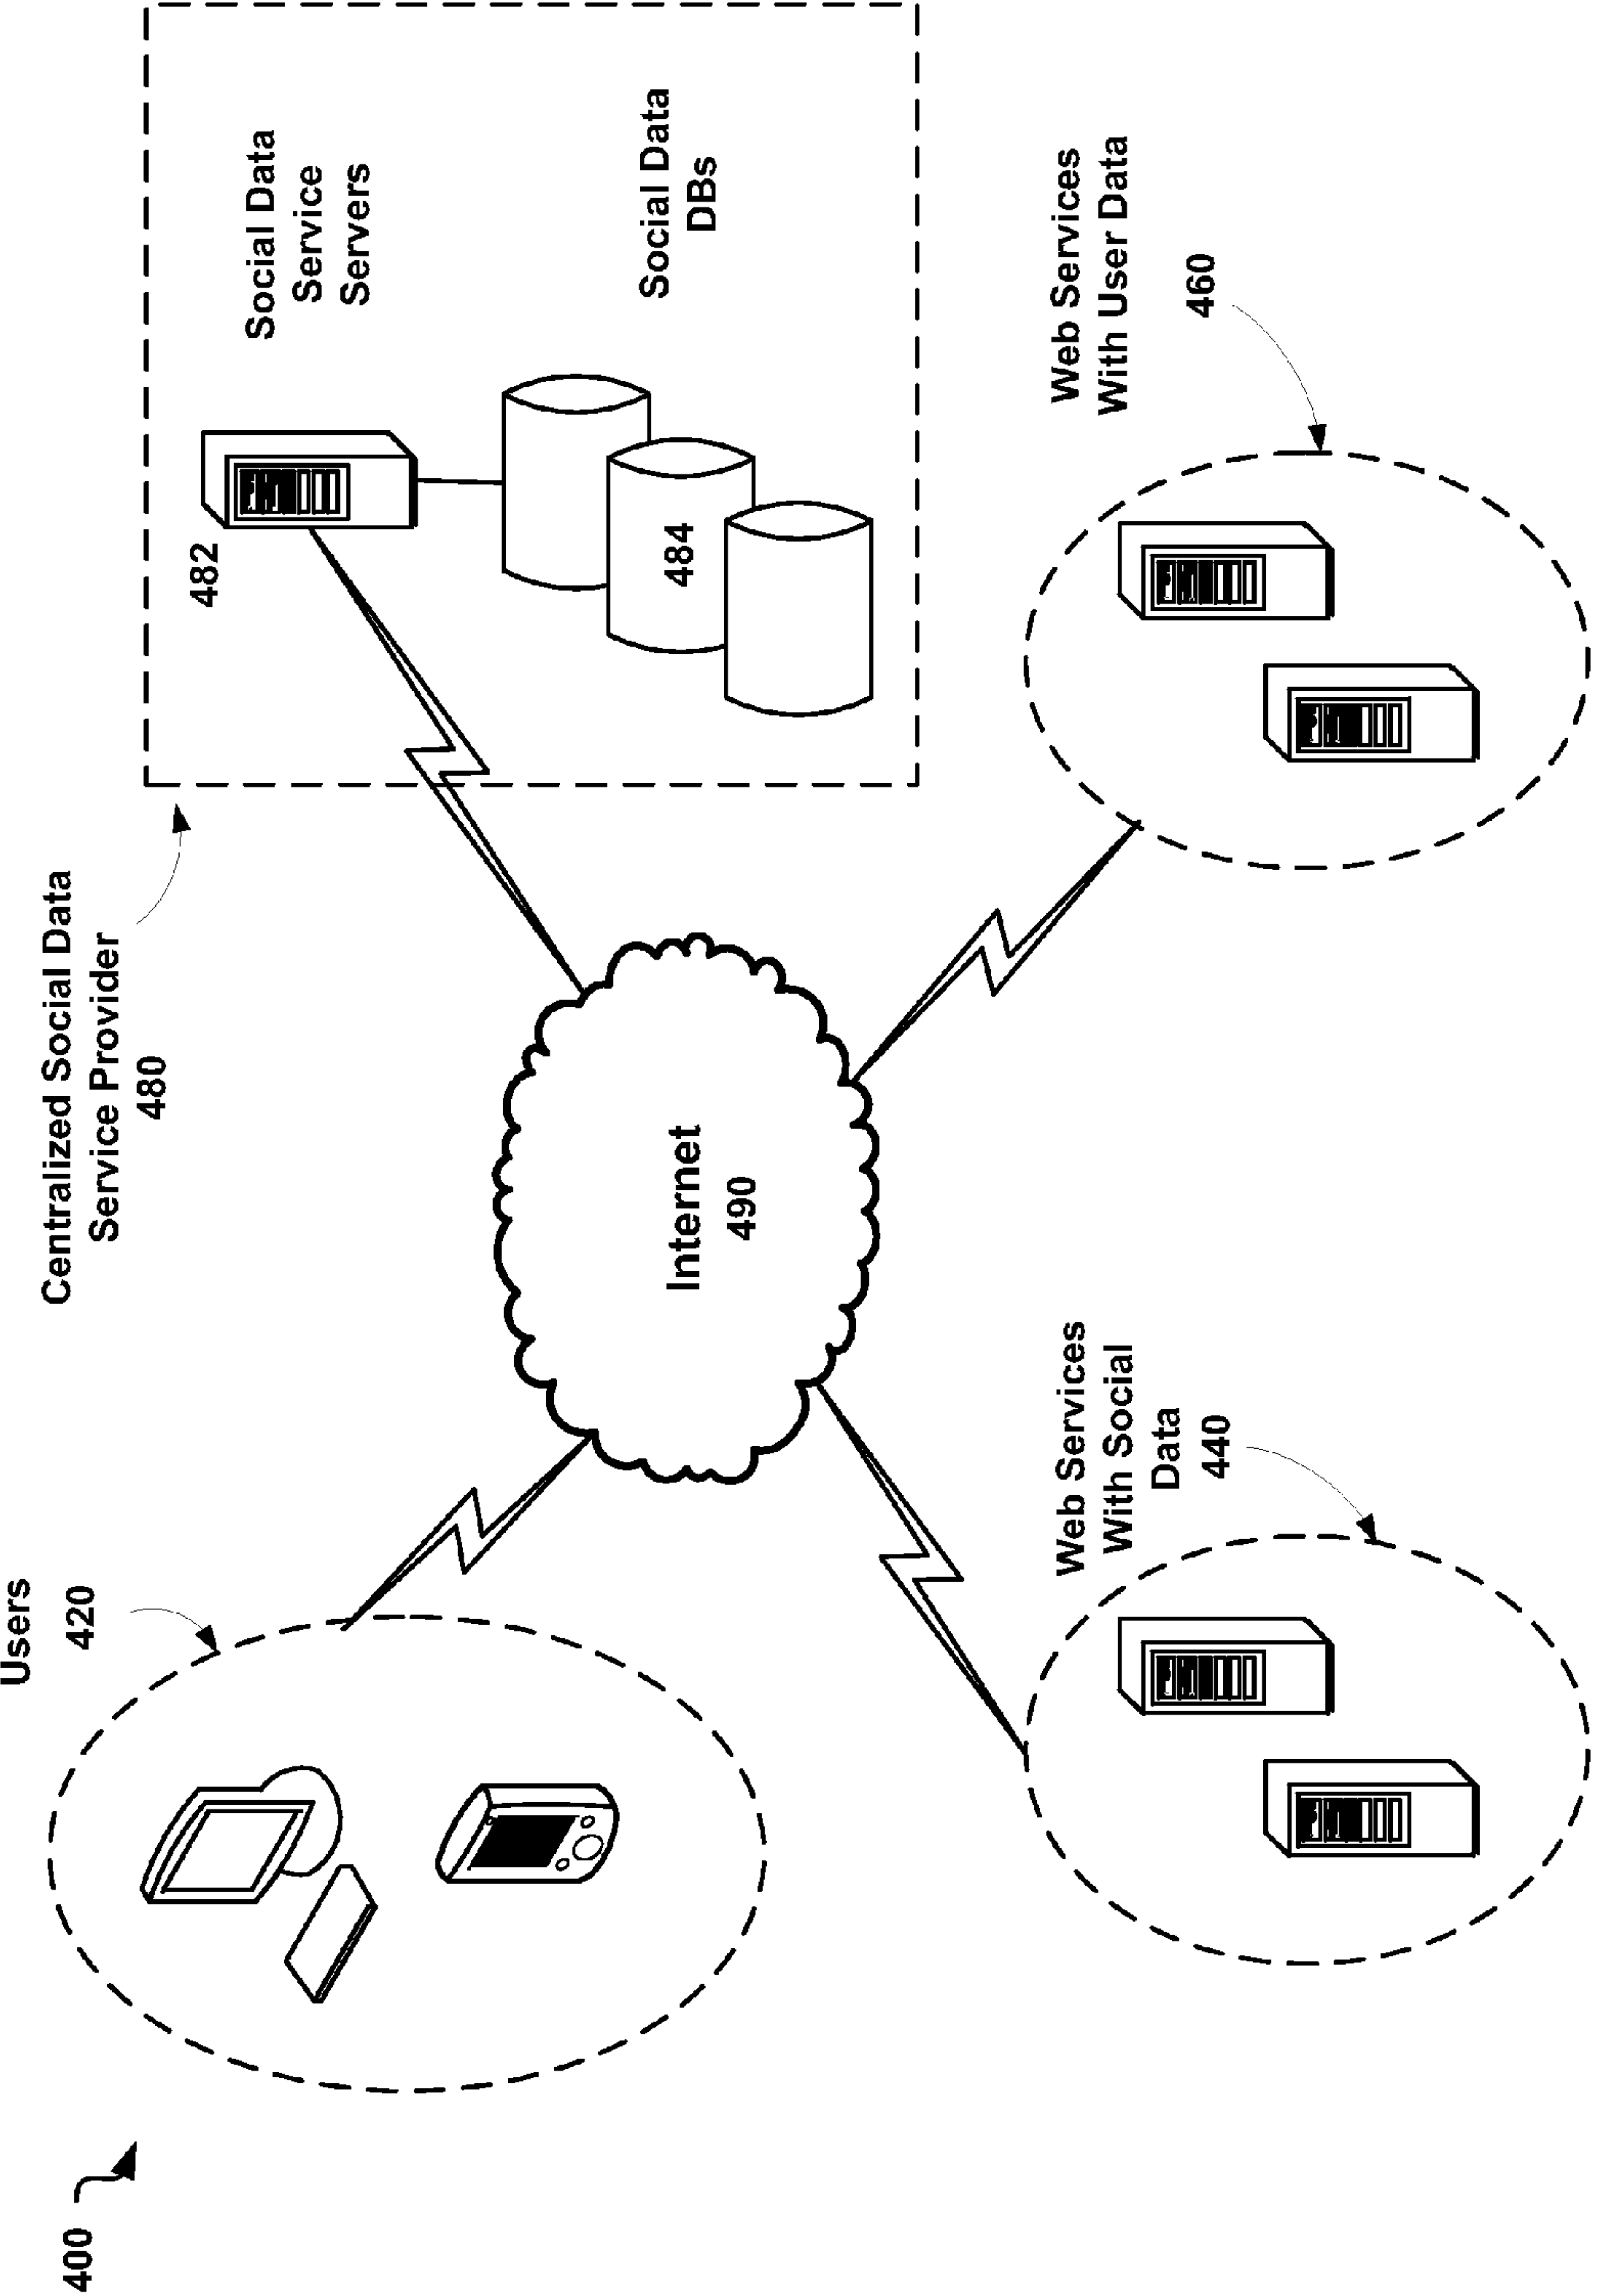 400
Users
420
Centralized Social Data
Service Provider
480
482
Social Data
Service
Servers
484
Social Data
DBs
Internet
490
Web Services
With Social
Data
440
Web Services
With User Data
460